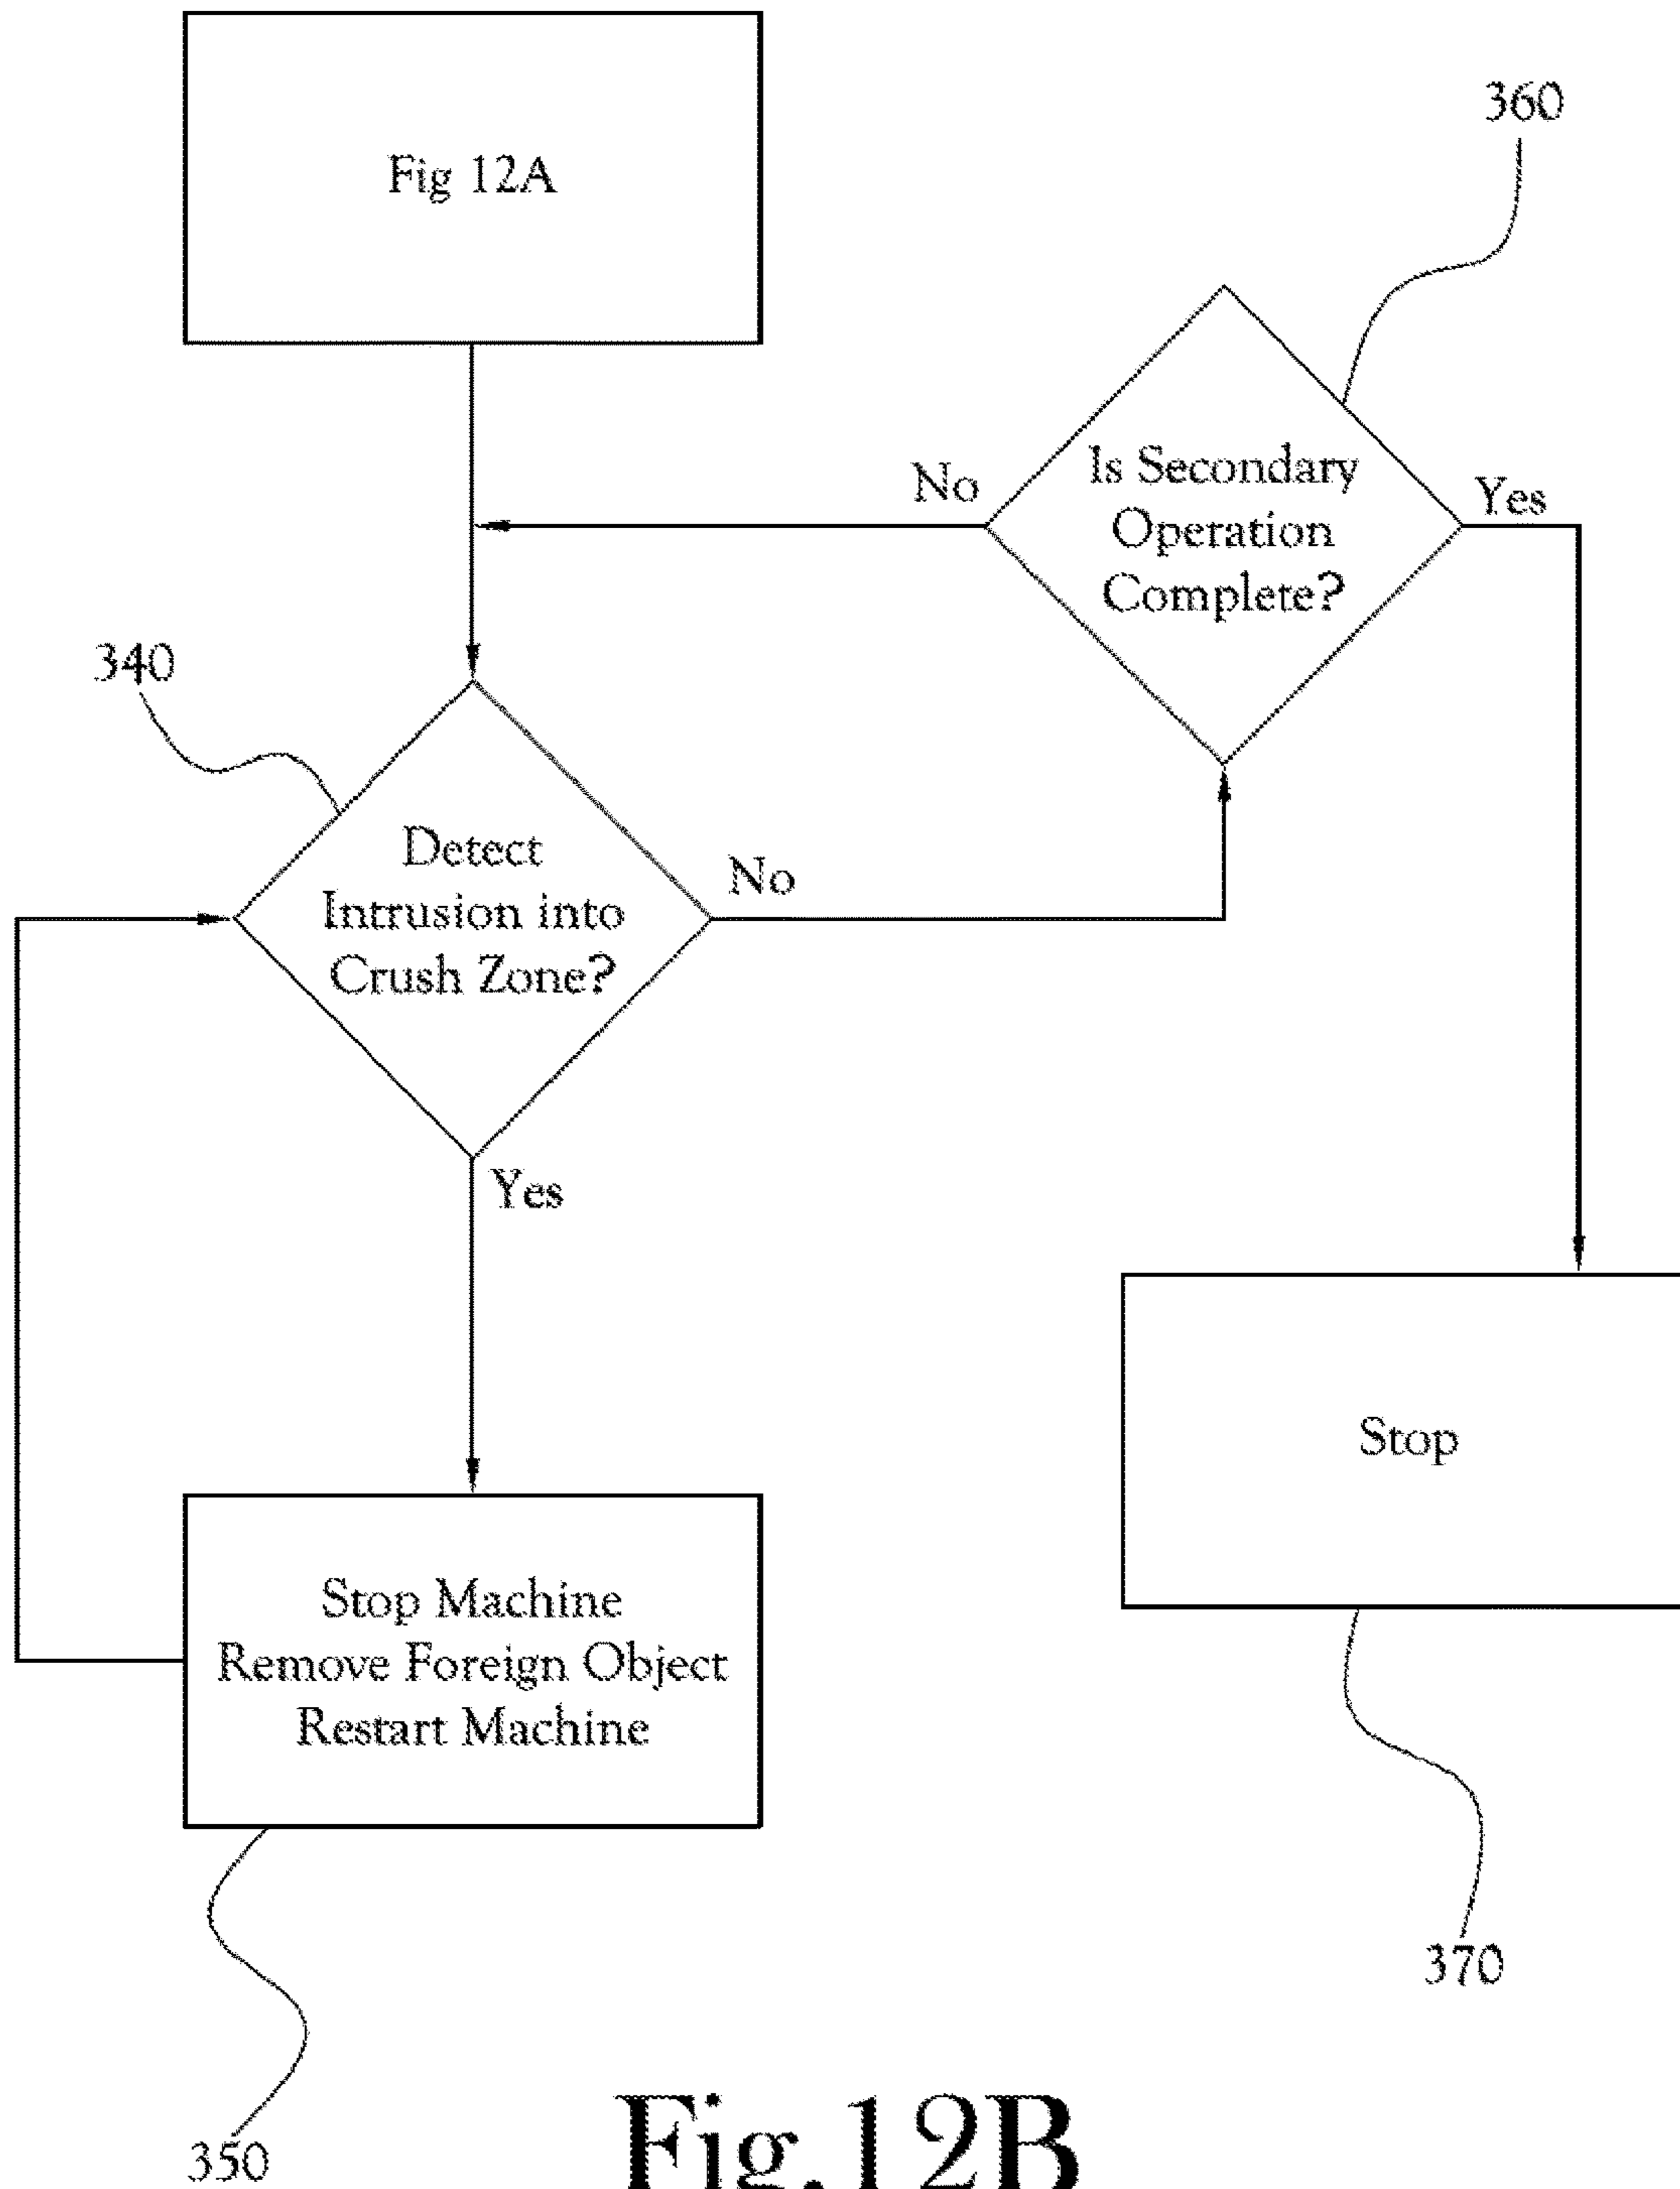 Fig 12A
360
Is Secondary
Operation
Complete?
No
Yes
340
Detect
Intrusion into
Crush Zone?
No
Yes
Stop
Stop Machine
Remove Foreign Object
Restart Machine
370
350
Fig.12B